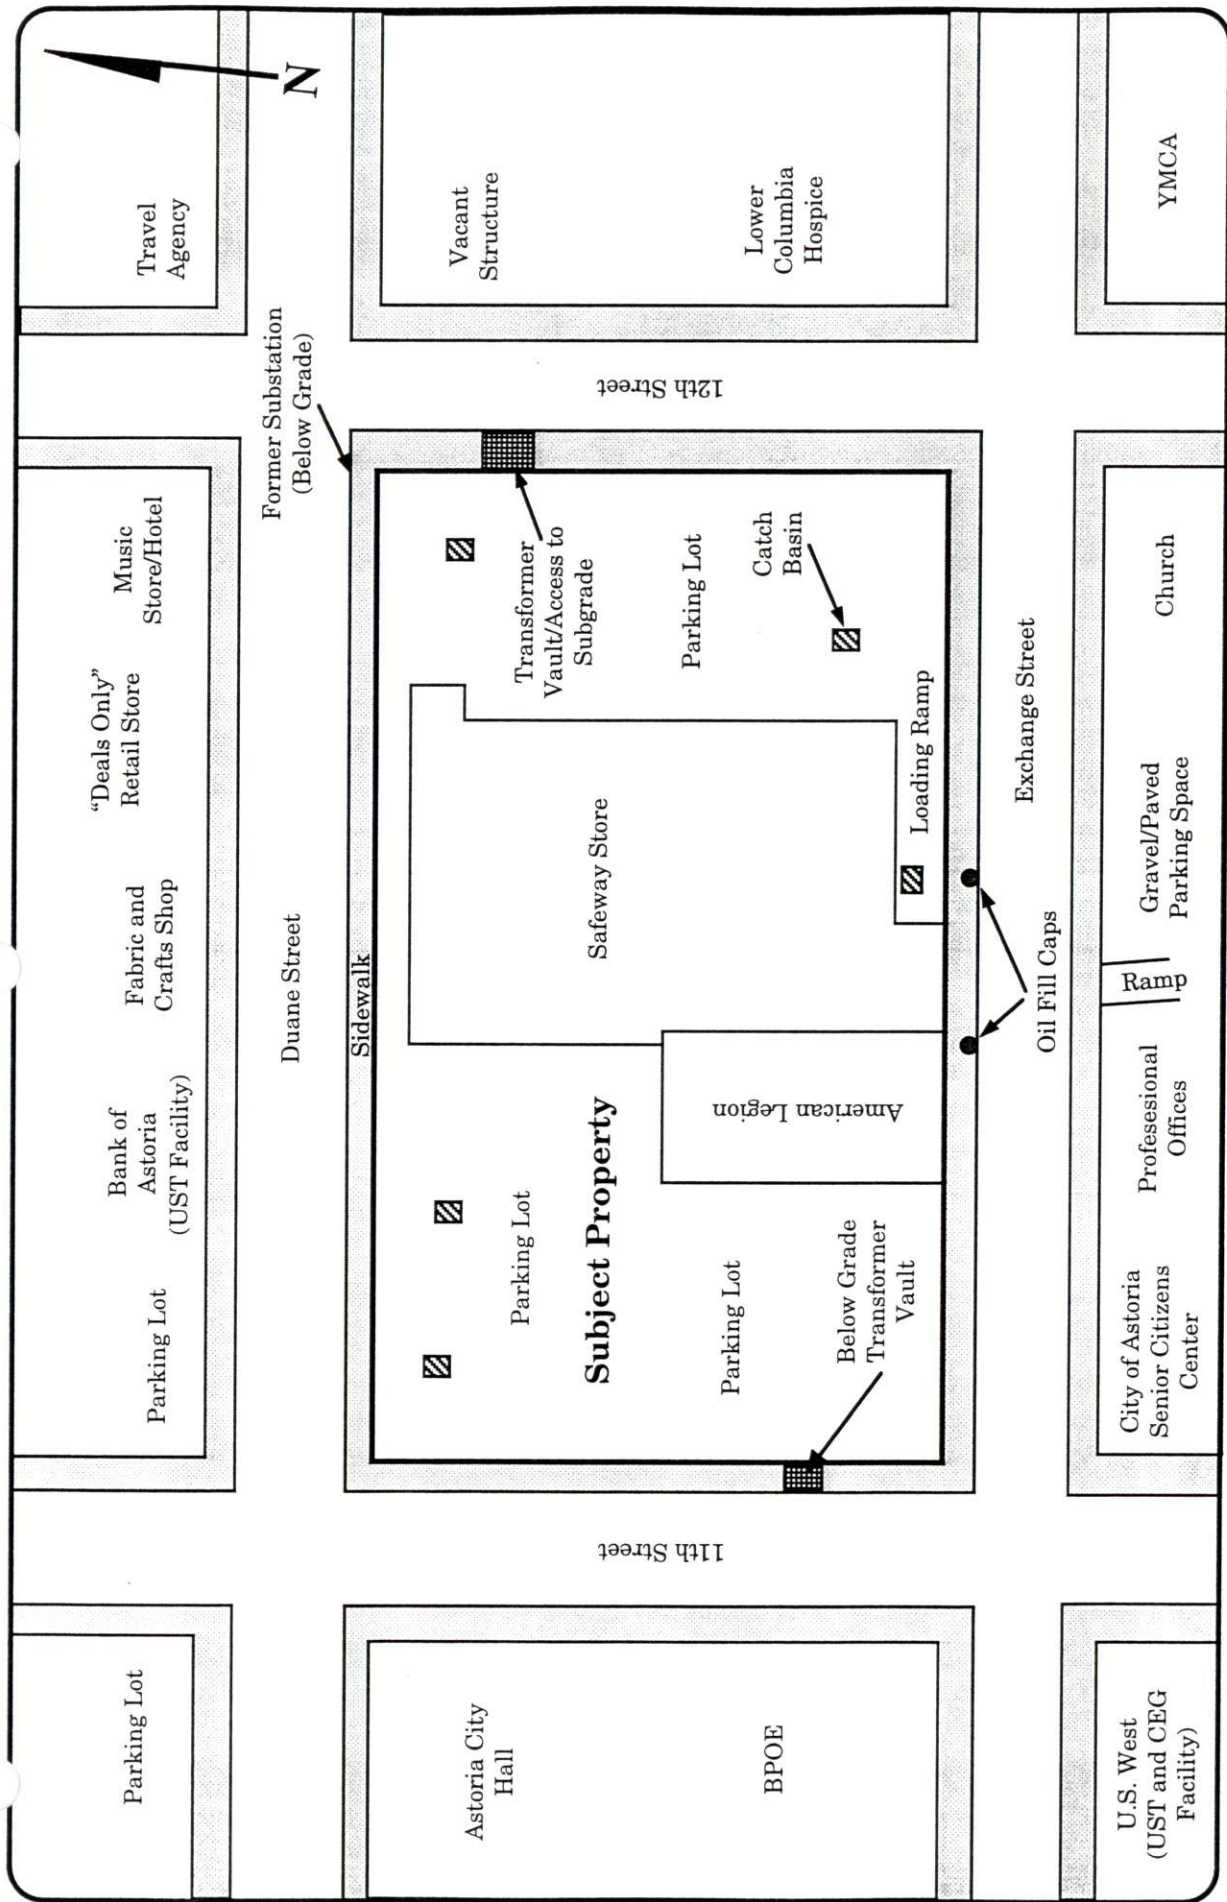 N
Parking Lot
Parking Lot
Bank of
Astoria
(UST Facility)
Fabric and
Crafts Shop
"Deals Only"
Retail Store
Music
Store/Hotel
Travel
Agency
Duane Street
Former Substation
(Below Grade)
Sidewalk
Astoria City
Hall
BPOE
11th Street
Parking Lot
Subject Property
Parking Lot
Below Grade
Transformer
Vault
American Legion
Safeway Store
Loading Ramp
Transformer
Vault/Access to
Subgrade
Parking Lot
Catch
Basin
12th Street
Vacant
Structure
Lower
Columbia
Hospice
Oil Fill Caps
Exchange Street
U.S. West
(UST and CEG
Facility)
City of Astoria
Senior Citizens
Center
Profesesional
Offices
Ramp
Gravel/Paved
Parking Space
Church
YMCA